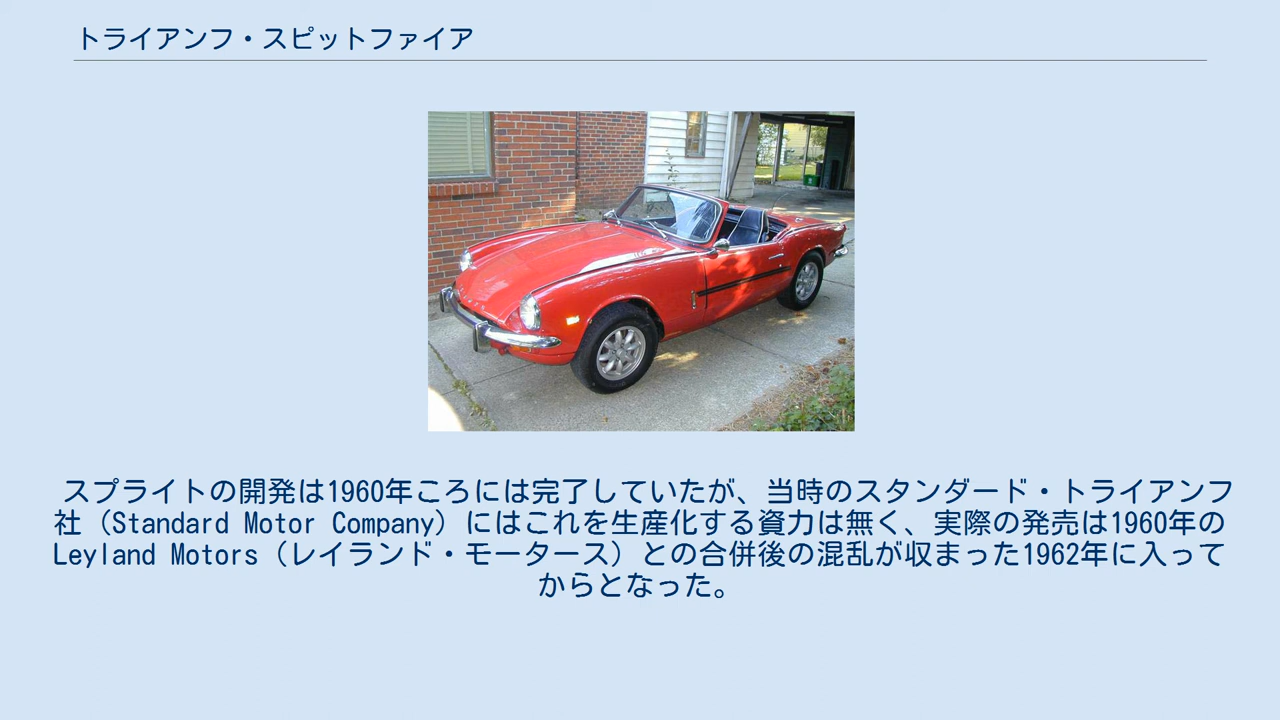 トライアンフ・スピットファイア
スプライトの開発は1960年ころには完了していたが、当時のスタンダード・トライアンフ
社（Standard Motor Company）にはこれを生産化する資力は無く、実際の発売は1960年の
Leyland Motors（レイランド・モータース）との合併後の混乱が収まった1962年に入って
からとなった。